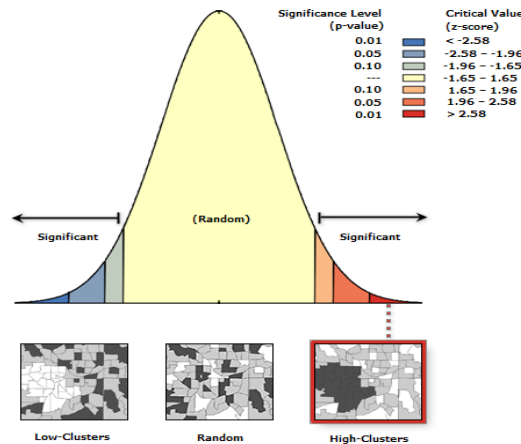 Significance Level Critical Value
(p-value) (z-score)
0.01 < -2.58
0.05 -2.58 - -1.96
0.10 -1.96 - -1.65
--- -1.65 - 1.65
0.10 1.65 - 1.96
0.05 1.96 - 2.58
0.01 > 2.58
(Random)
Significant Significant
Low-Clusters Random High-Clusters